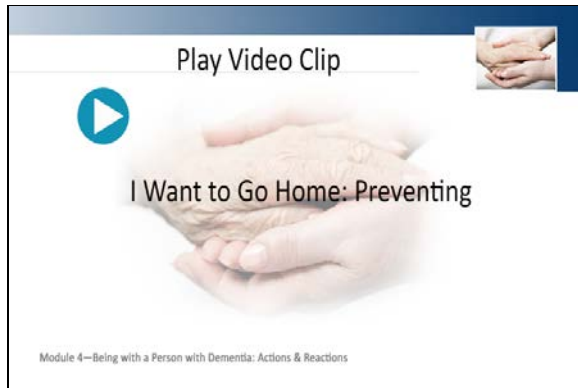 Play Video Clip
I Want to Go Home: Preventing
Module 4—Being with a Person with Dementia: Actions & Reactions